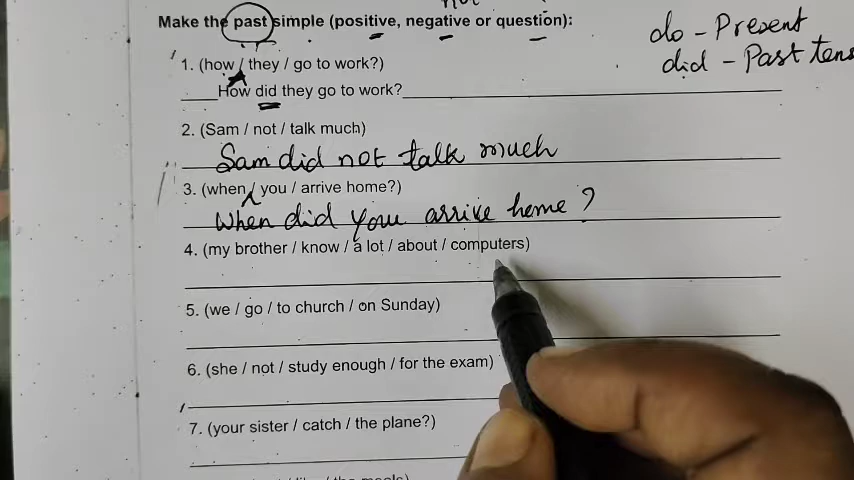 Make the past simple (positive, negative or question):
do - Present
did - Past tens
1. (how / they / go to work?)
How did they go to work?
2. (Sam / not / talk much)
Sam did not talk much
3. (when / you / arrive home?)
When did you arrive home?
4. (my brother / know / a lot / about / computers)
5. (we / go / to church / on Sunday)
6. (she / not / study enough / for the exam)
7. (your sister / catch / the plane?)